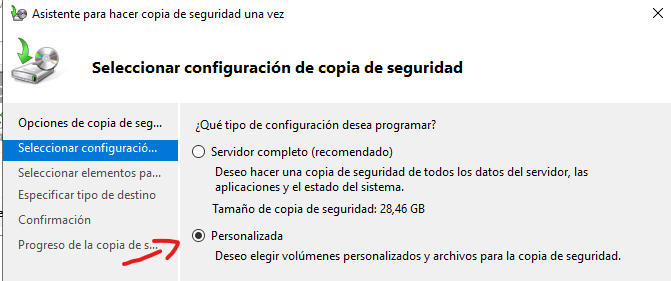 Asistente para hacer copia de seguridad una vez
Seleccionar configuración de copia de seguridad
Opciones de copia de seg...
Seleccionar configuració...
Seleccionar elementos pa...
Especificar tipo de destino
Confirmación
Progreso de la copia de s...
¿Qué tipo de configuración desea programar?
Servidor completo (recomendado)
Deseo hacer una copia de seguridad de todos los datos del servidor, las
aplicaciones y el estado del sistema.
Tamaño de copia de seguridad: 28,46 GB
Personalizada
Deseo elegir volúmenes personalizados y archivos para la copia de seguridad.